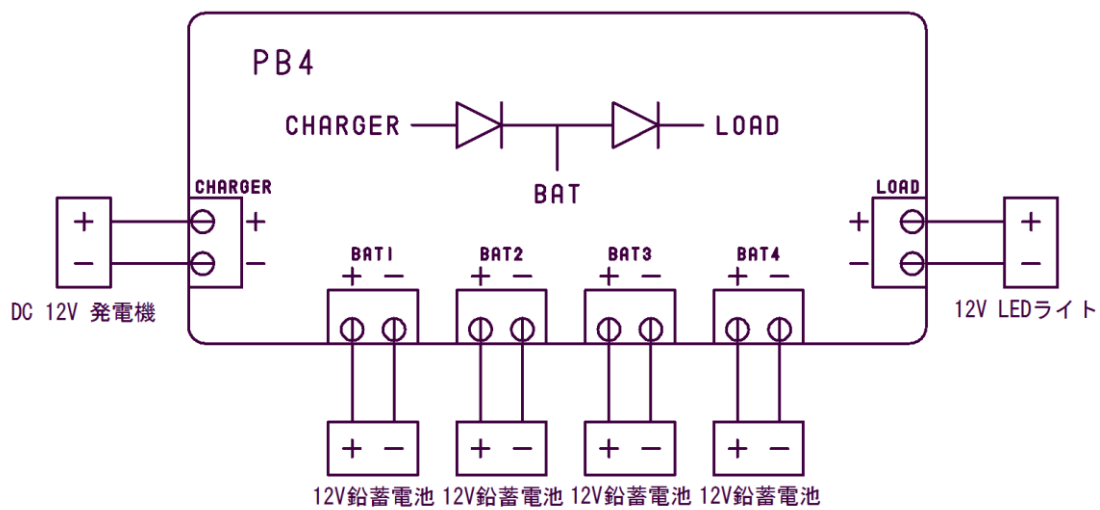 PB4
CHARGER
LOAD
BAT
CHARGER
LOAD
+
+
+
+
-
-
-
-
DC 12V 発電機
12V LEDライト
BAT1
BAT2
BAT3
BAT4
+ -
+ -
+ -
+ -
+ -
+ -
+ -
+ -
12V鉛蓄電池
12V鉛蓄電池
12V鉛蓄電池
12V鉛蓄電池